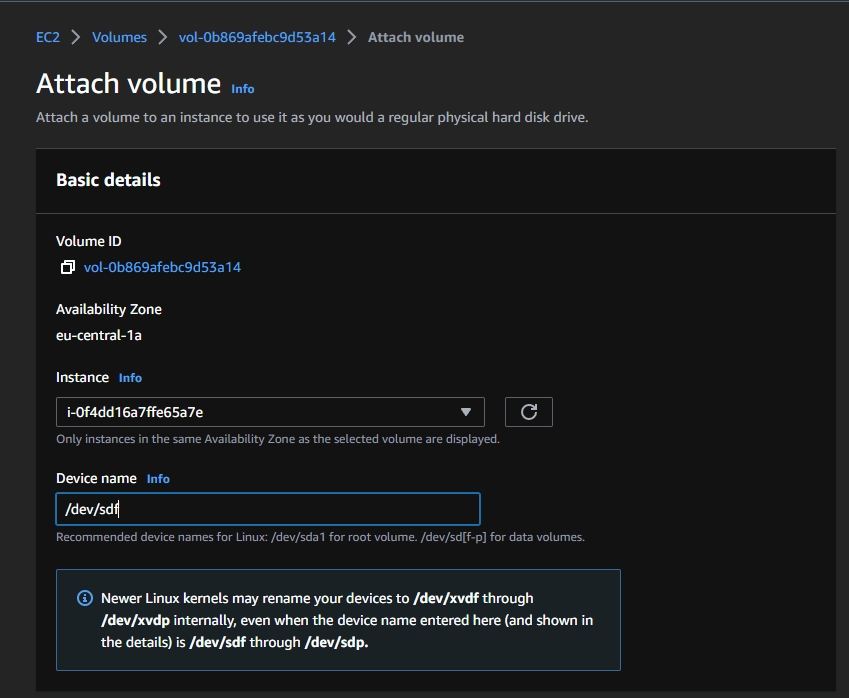 EC2 > Volumes > vol-0b869afebc9d53a14 > Attach volume
Attach volume Info
Attach a volume to an instance to use it as you would a regular physical hard disk drive.
Basic details
Volume ID
vol-0b869afebc9d53a14
Availability Zone
eu-central-1a
Instance Info
i-0f4dd16a7ffe65a7e
Only instances in the same Availability Zone as the selected volume are displayed.
Device name Info
/dev/sdf
Recommended device names for Linux: /dev/sda1 for root volume. /dev/sd[f-p] for data volumes.
Newer Linux kernels may rename your devices to /dev/xvdf through
/dev/xvdp internally, even when the device name entered here (and shown in
the details) is /dev/sdf through /dev/sdp.